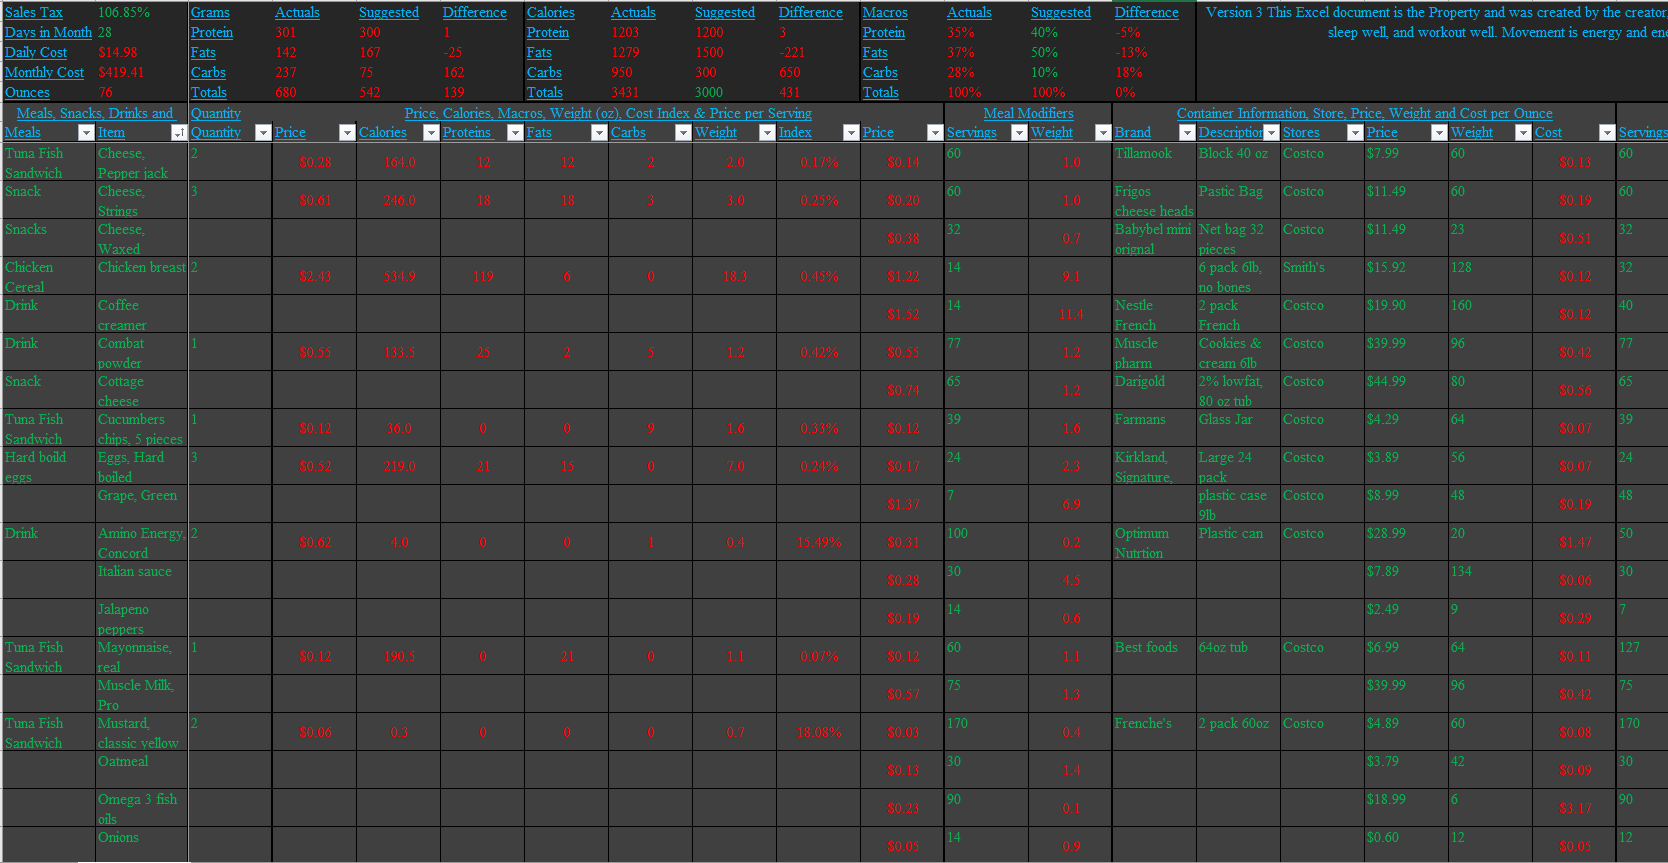 Sales Tax 106.85% Grams Actuals Suggested Difference Calories Actuals Suggested Difference Macros Actuals Suggested Difference Version 3 This Excel document is the Property and was created by the creator
Days in Month 28 Protein 301 300 1 Protein 1203 1200 3 Protein 35% 40% -5% sleep well, and workout well. Movement is energy and ene
Daily Cost $14.98 Fats 142 167 -25 Fats 1279 1500 -221 Fats 37% 50% -13%
Monthly Cost $419.41 Carbs 237 75 162 Carbs 950 300 650 Carbs 28% 10% 18%
Ounces 76 Totals 680 542 139 Totals 3431 3000 431 Totals 100% 100% 0%
Meals, Snacks, Drinks and Quantity Price, Calories, Macros, Weight (oz), Cost Index & Price per Serving Meal Modifiers Container Information, Store, Price, Weight and Cost per Ounce
Meals Item Quantity Price Calories Proteins Fats Carbs Weight Index Price Servings Weight Brand Description Stores Price Weight Cost Servings
Tuna Fish Cheese, 2 $0.28 164.0 12 12 2 2.0 0.17% $0.14 60 1.0 Tillamook Block 40 oz Costco $7.99 60 $0.13 60
Sandwich Pepper jack
Snack Cheese, 3 $0.61 246.0 18 18 3 3.0 0.25% $0.20 60 1.0 Frigos Pastic Bag Costco $11.49 60 $0.19 60
Strings cheese heads
Snacks Cheese, $0.38 32 0.7 Babybel mini Net bag 32 Costco $11.49 23 $0.51 32
Waxed orignal pieces
Chicken Chicken breast 2 $2.43 534.9 119 6 0 18.3 0.45% $1.22 14 9.1 6 pack 6lb, Smith's $15.92 128 $0.12 32
Cereal no bones
Drink Coffee $1.52 14 11.4 Nestle 2 pack Costco $19.90 160 $0.12 40
creamer French French
Drink Combat 1 $0.55 133.5 25 2 5 1.2 0.42% $0.55 77 1.2 Muscle Cookies & Costco $39.99 96 $0.42 77
powder pharm cream 6lb
Snack Cottage $0.74 65 1.2 Darigold 2% lowfat, Costco $44.99 80 $0.56 65
cheese 80 oz tub
Tuna Fish Cucumbers 1 $0.12 36.0 0 0 9 1.6 0.33% $0.12 39 1.6 Farmans Glass Jar Costco $4.29 64 $0.07 39
Sandwich chips, 5 pieces
Hard boild Eggs, Hard 3 $0.52 219.0 21 15 0 7.0 0.24% $0.17 24 2.3 Kirkland, Large 24 Costco $3.89 56 $0.07 24
eggs boiled Signature, pack
Grape, Green $1.37 7 6.9 plastic case Costco $8.99 48 $0.19 48
9lb
Drink Amino Energy, 2 $0.62 4.0 0 0 1 0.4 15.49% $0.31 100 0.2 Optimum Plastic can Costco $28.99 20 $1.47 50
Concord Nutrtion
Italian sauce $0.28 30 4.5 $7.89 134 $0.06 30
Jalapeno $0.19 14 0.6 $2.49 9 $0.29 7
peppers
Tuna Fish Mayonnaise, 1 $0.12 190.5 0 21 0 1.1 0.07% $0.12 60 1.1 Best foods 64oz tub Costco $6.99 64 $0.11 127
Sandwich real
Muscle Milk, $0.57 75 1.3 $39.99 96 $0.42 75
Pro
Tuna Fish Mustard, 2 $0.06 0.3 0 0 0 0.7 18.08% $0.03 170 0.4 Frenche's 2 pack 60oz Costco $4.89 60 $0.08 170
Sandwich classic yellow
Oatmeal $0.13 30 1.4 $3.79 42 $0.09 30
Omega 3 fish $0.23 90 0.1 $18.99 6 $3.17 90
oils
Onions $0.05 14 0.9 $0.60 12 $0.05 12